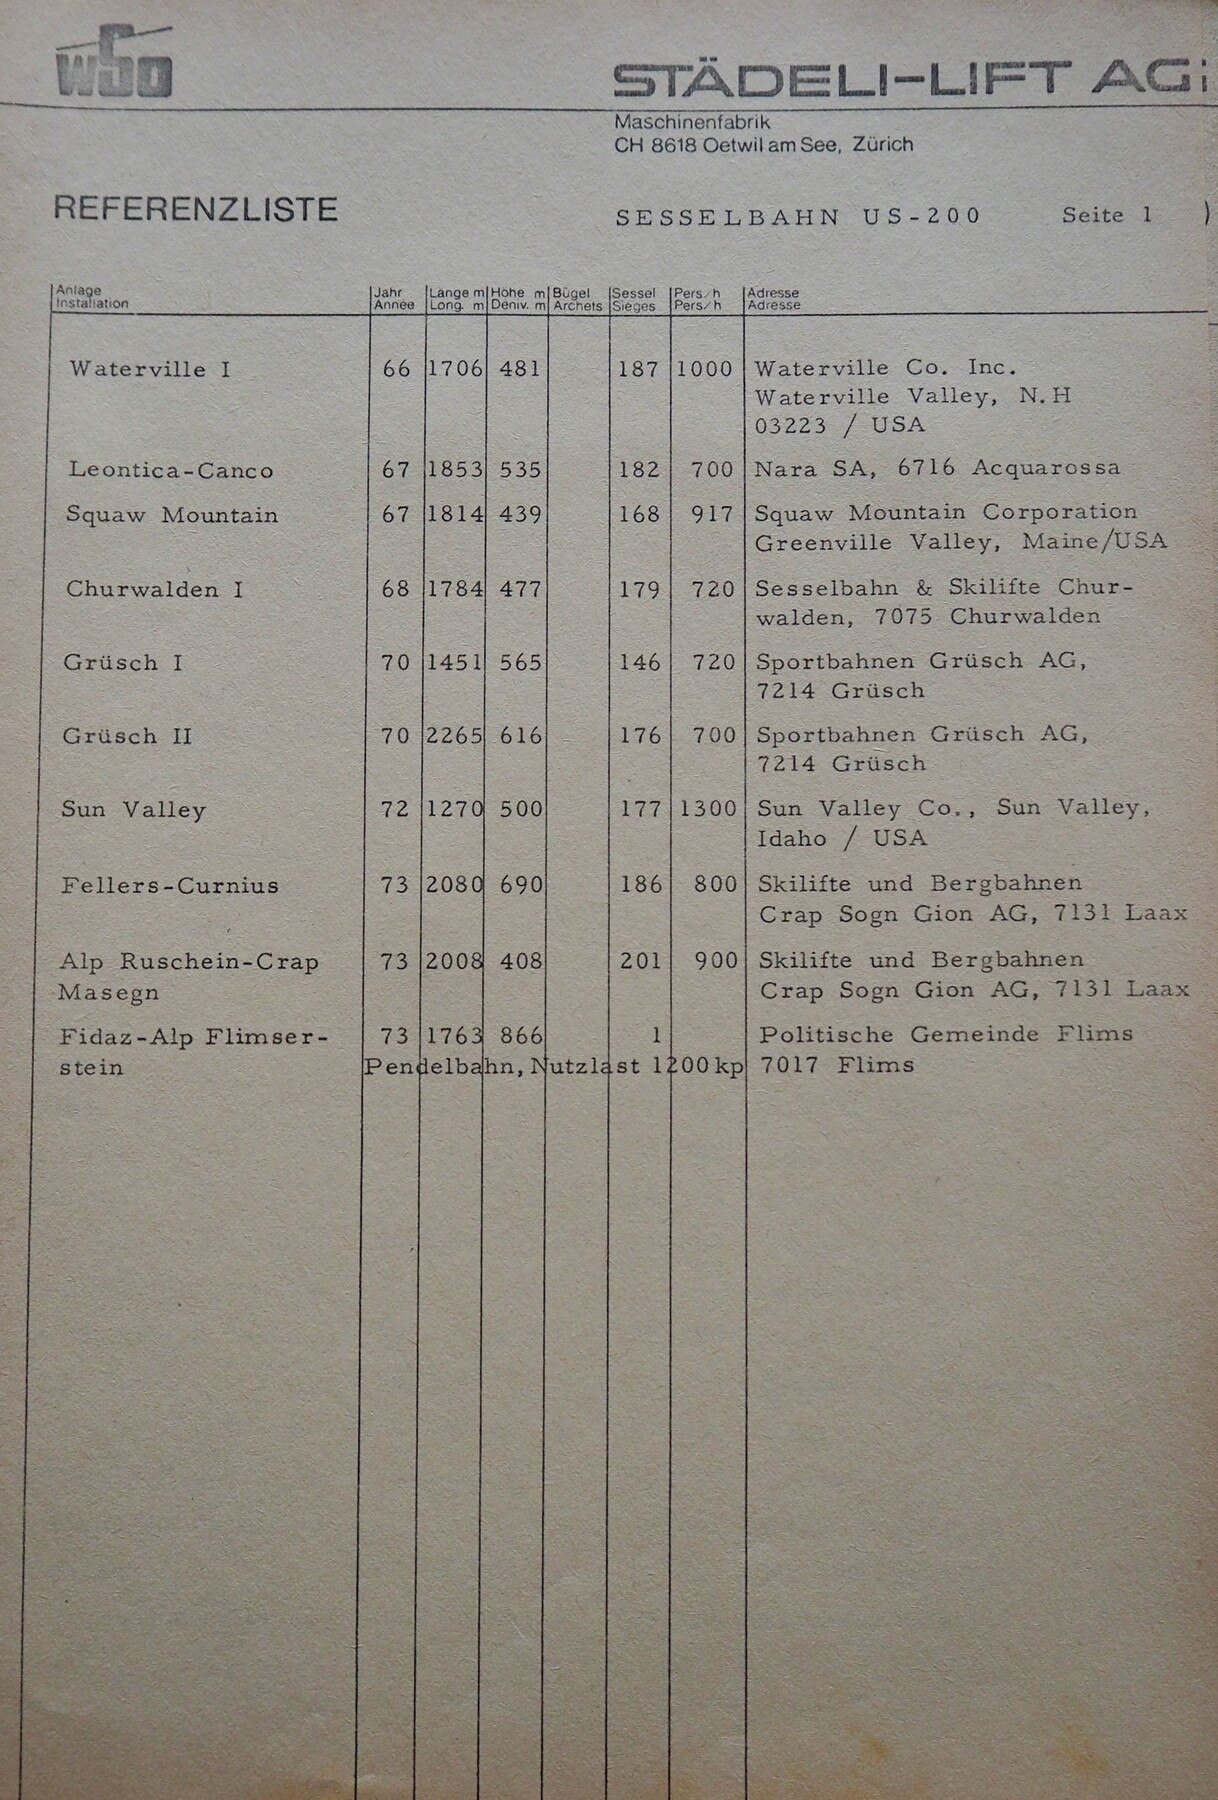 WSO
STÄDELI-LIFT AG
Maschinenfabrik
CH 8618 Oetwil am See, Zürich
REFERENZLISTE SESSELBAHN US-200 Seite 1
Anlage Jahr Länge m Höhe m Bügel Sessel Pers/h Adresse
Installation Année Long. m Deniv. m Archets Sieges Pers/h Adresse
Waterville I 66 1706 481 187 1000 Waterville Co. Inc.
Waterville Valley, N.H
03223 / USA
Leontica-Canco 67 1853 535 182 700 Nara SA, 6716 Acquarossa
Squaw Mountain 67 1814 439 168 917 Squaw Mountain Corporation
Greenville Valley, Maine/USA
Churwalden I 68 1784 477 179 720 Sesselbahn & Skilifte Chur-
walden, 7075 Churwalden
Grüsch I 70 1451 565 146 720 Sportbahnen Grüsch AG,
7214 Grüsch
Grüsch II 70 2265 616 176 700 Sportbahnen Grüsch AG,
7214 Grüsch
Sun Valley 72 1270 500 177 1300 Sun Valley Co., Sun Valley,
Idaho / USA
Fellers-Curnius 73 2080 690 186 800 Skilifte und Bergbahnen
Crap Sogn Gion AG, 7131 Laax
Alp Ruschein-Crap 73 2008 408 201 900 Skilifte und Bergbahnen
Masegn Crap Sogn Gion AG, 7131 Laax
Fidaz-Alp Flimser- 73 1763 866 1 Politische Gemeinde Flims
stein Pendelbahn, Nutzlast 1200 kp 7017 Flims